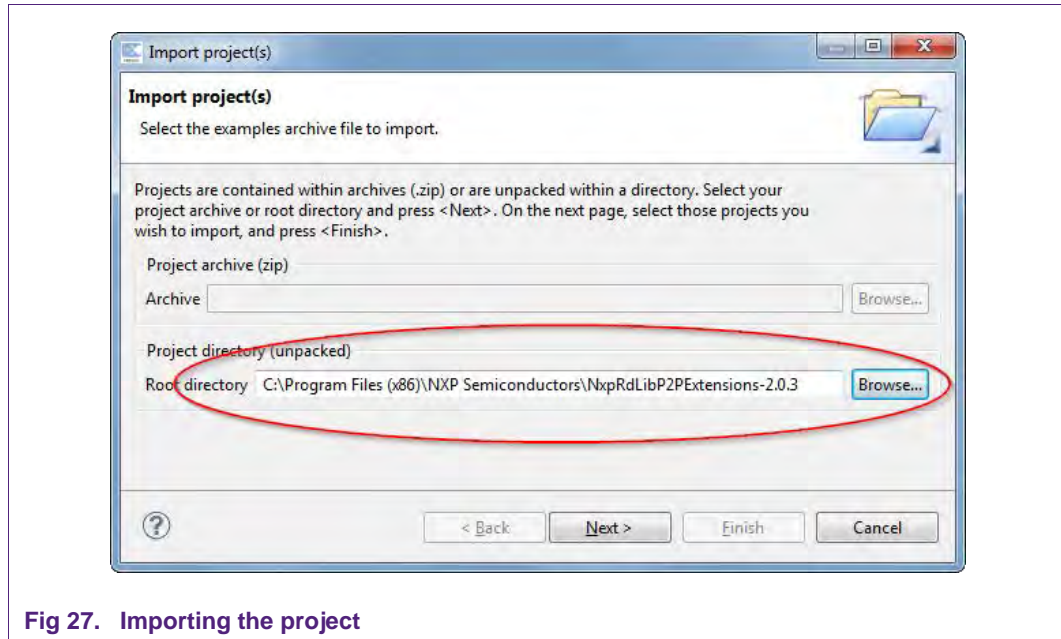 Import project(s)
Import project(s)
Select the examples archive file to import.
Projects are contained within archives (.zip) or are unpacked within a directory. Select your
project archive or root directory and press <Next>. On the next page, select those projects you
wish to import, and press <Finish>.
Project archive (zip)
Archive Browse...
Project directory (unpacked)
Root directory C:\Program Files (x86)\NXP Semiconductors\NxpRdLibP2PExtensions-2.0.3 Browse...
? < Back Next > Finish Cancel
Fig 27. Importing the project